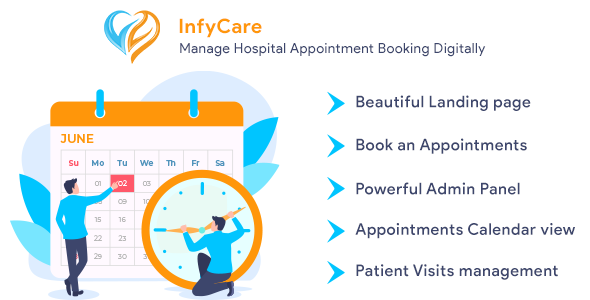 InfyCare
Manage Hospital Appointment Booking Digitally
JUNE
Su Mo Tu We Th Fr Sa
01 02 03
08 09 10
15 16
22 23
29 30
Beautiful Landing page
Book an Appointments
Powerful Admin Panel
Appointments Calendar view
Patient Visits management